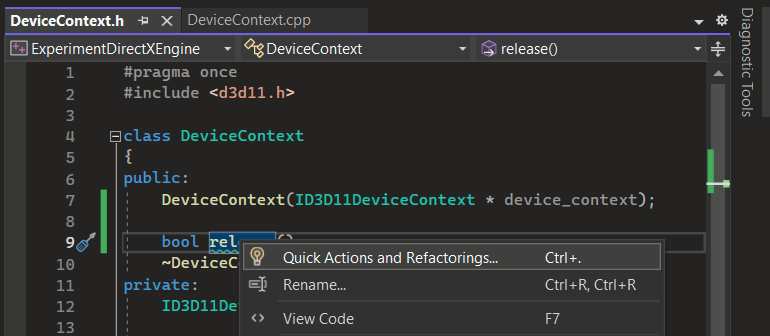 DeviceContext.h DeviceContext.cpp
ExperimentDirectXEngine DeviceContext release()
Diagnostic Tools
1 #pragma once
2 #include <d3d11.h>
3
4 class DeviceContext
5 {
6 public:
7 DeviceContext(ID3D11DeviceContext * device_context);
8
9 bool rel
10 ~DeviceCo
11 private:
12 ID3D11De
13
Quick Actions and Refactorings... Ctrl+.
Rename... Ctrl+R, Ctrl+R
View Code F7